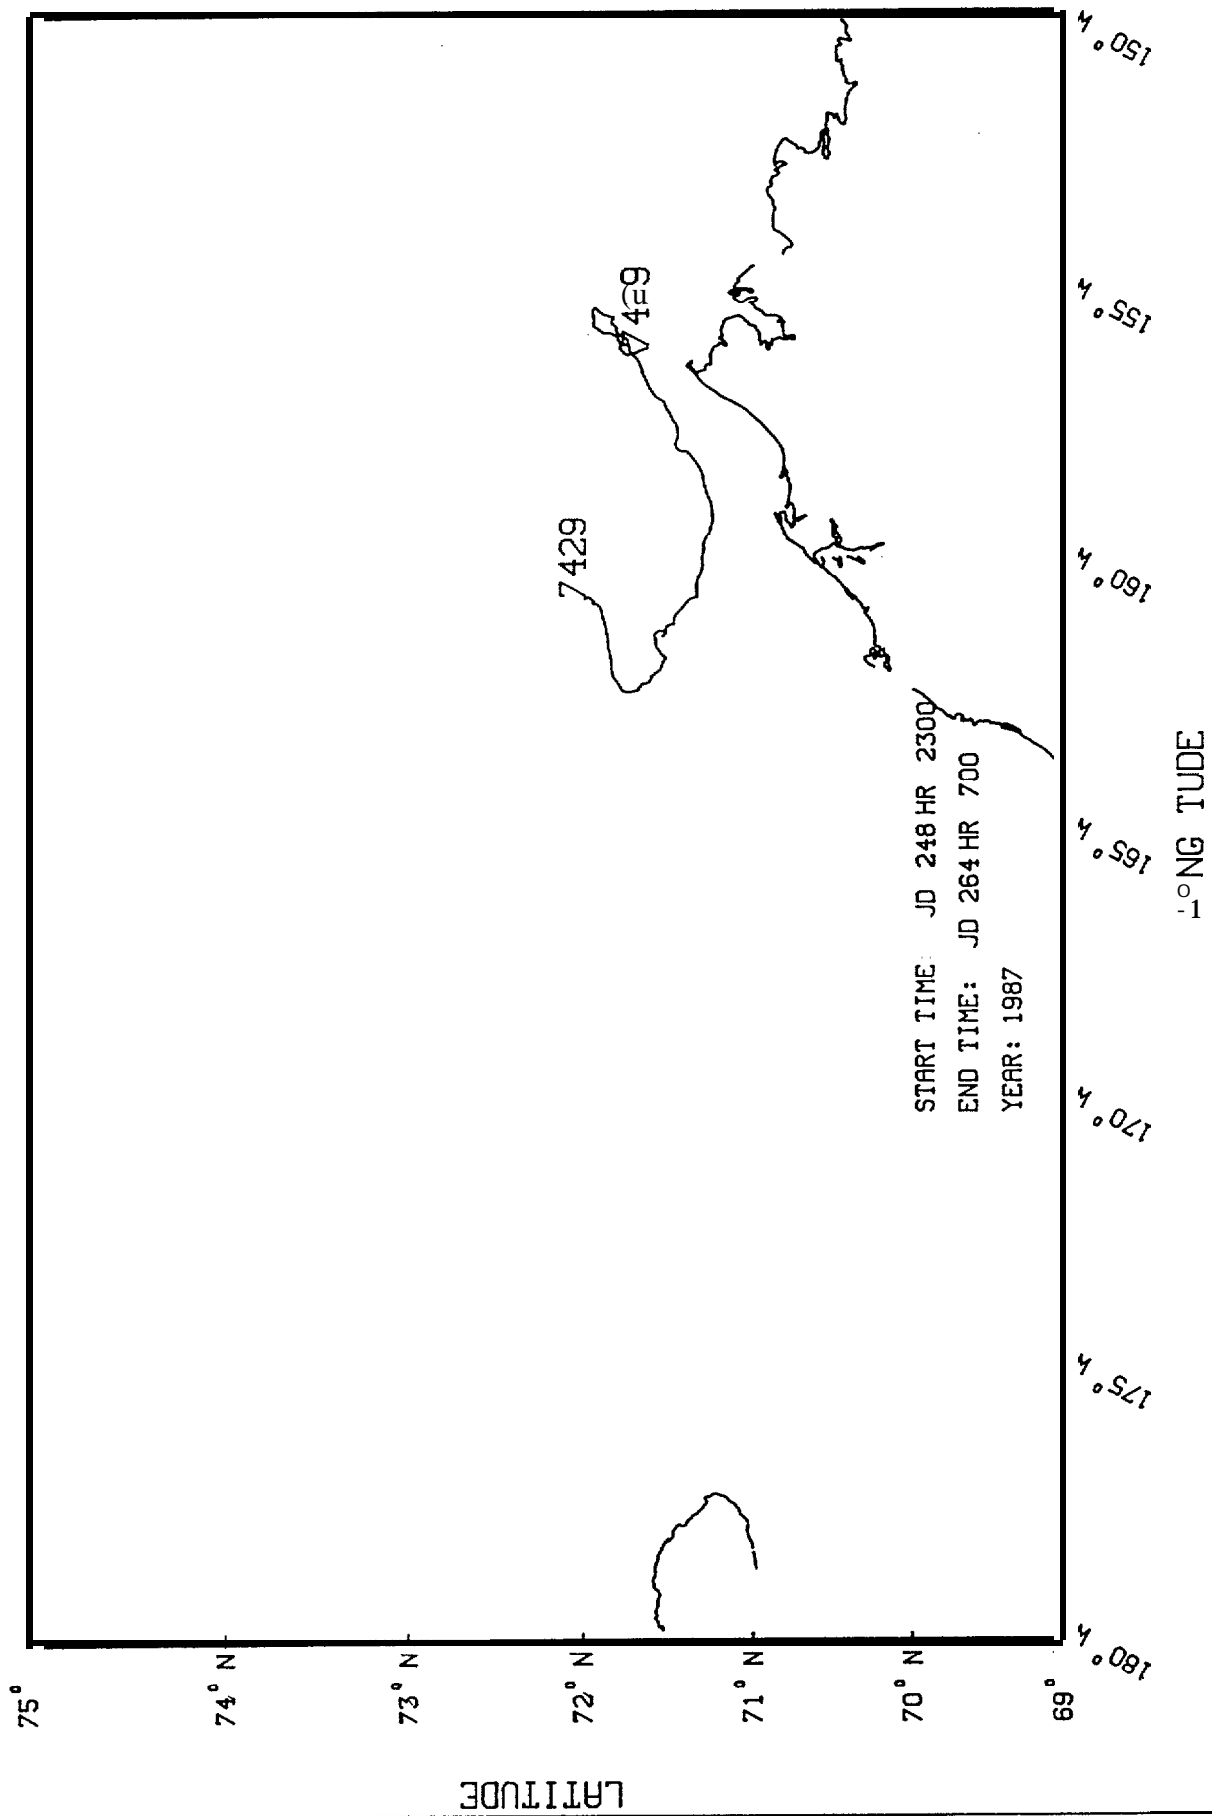 75°
74° N
73° N
72° N
71° N
70° N
69°
LATITUDE
7429
START TIME: JD 248 HR 2300
END TIME: JD 264 HR 700
YEAR: 1987
180° W
175° W
170° W
165° W
160° W
155° W
150° W